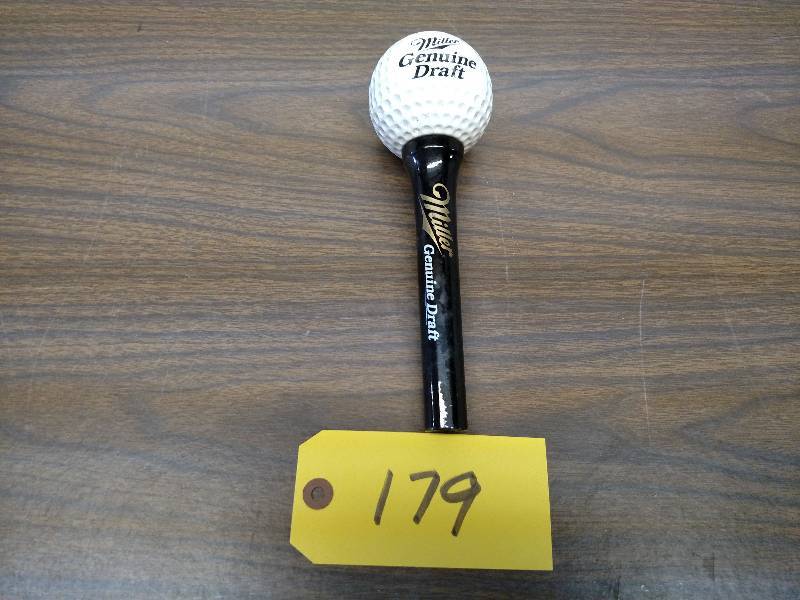 Miller
Genuine
Draft
Miller
Genuine Draft
179